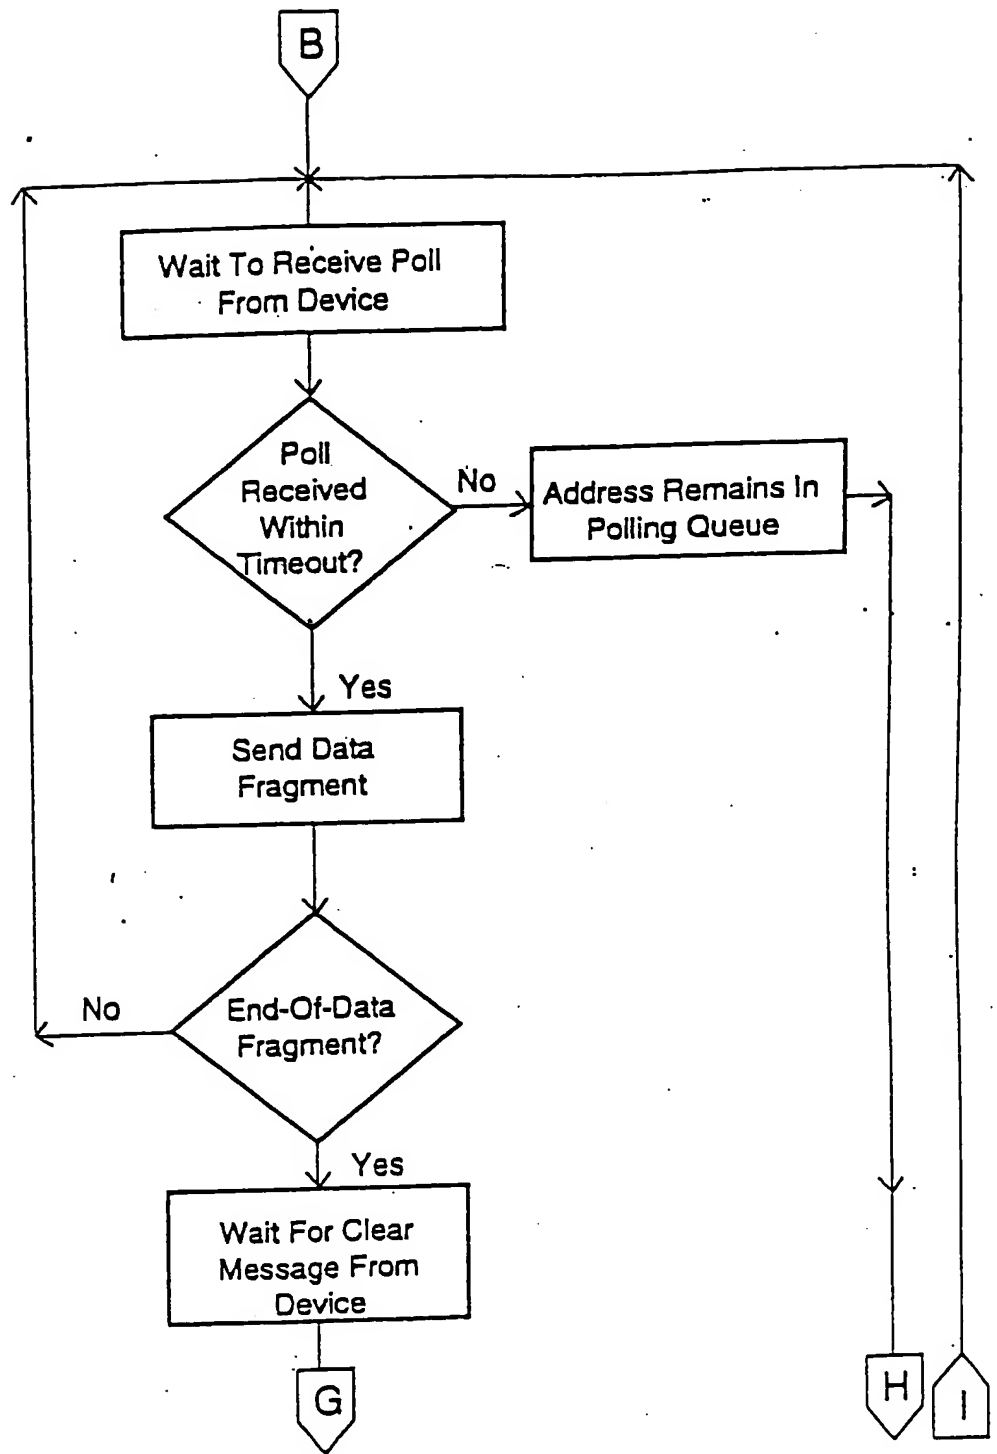 B
Wait To Receive Poll
From Device
Poll
Received
Within
Timeout?
No
Address Remains In
Polling Queue
Yes
Send Data
Fragment
No
End-Of-Data
Fragment?
Yes
Wait For Clear
Message From
Device
G
H
I